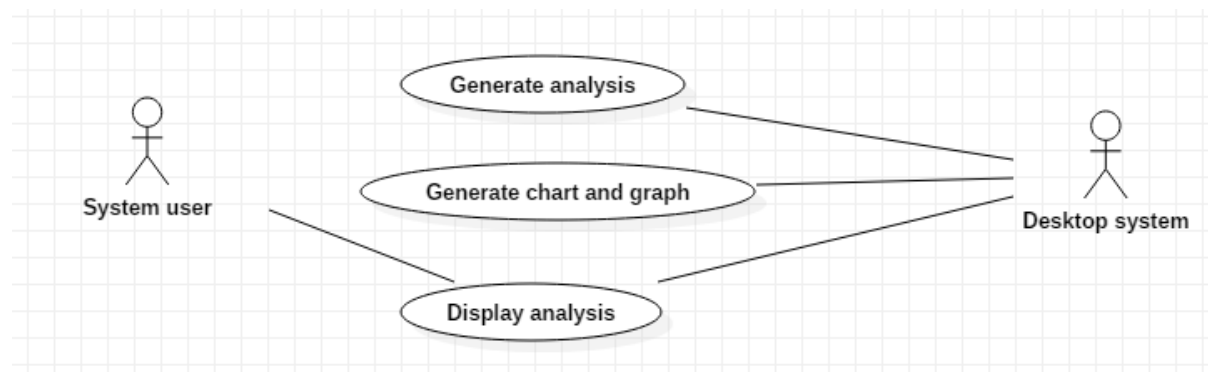 Generate analysis
System user
Generate chart and graph
Desktop system
Display analysis